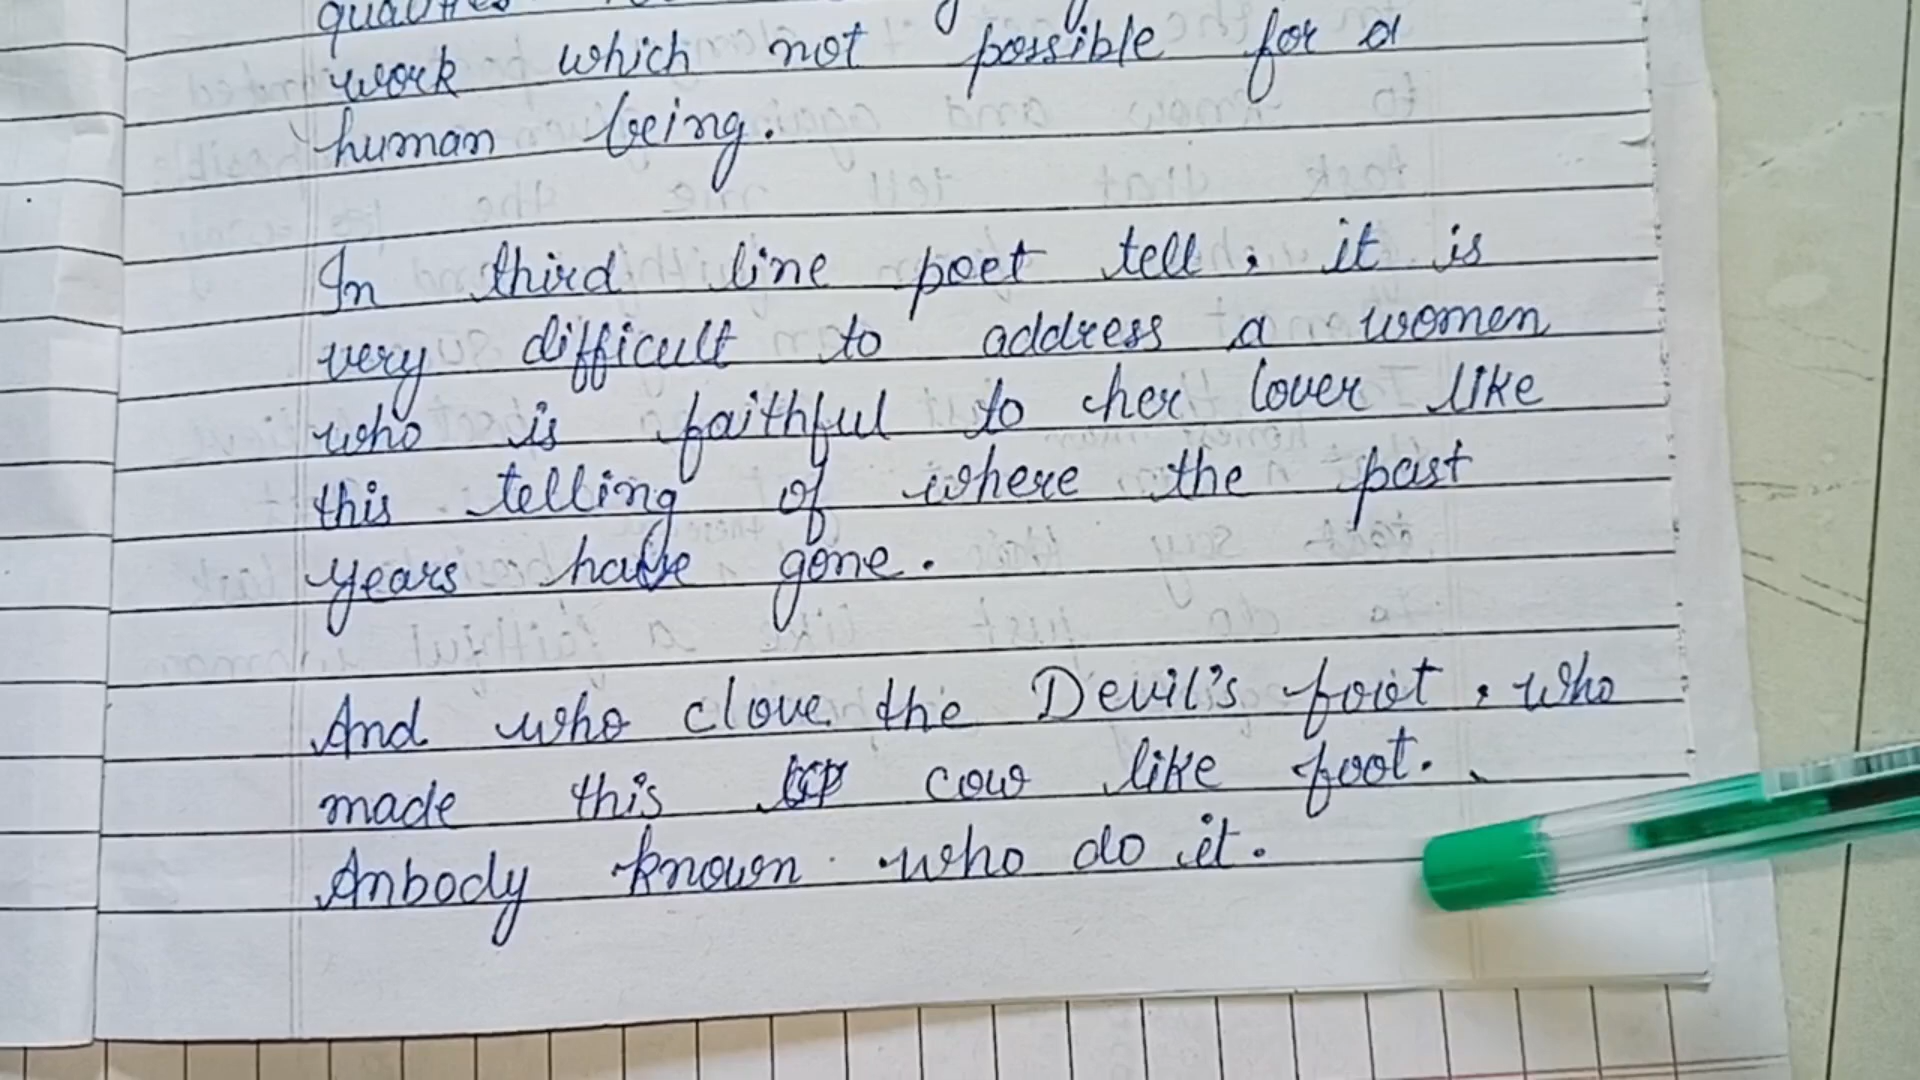 qualities
work which not possible for a
human being.
In third line poet tell, it is
very difficult to address a women
who is faithful to her lover like
this telling of where the past
years have gone.
And who clove the Devil's foot, who
made this cow like foot.
Anbody known who do it.